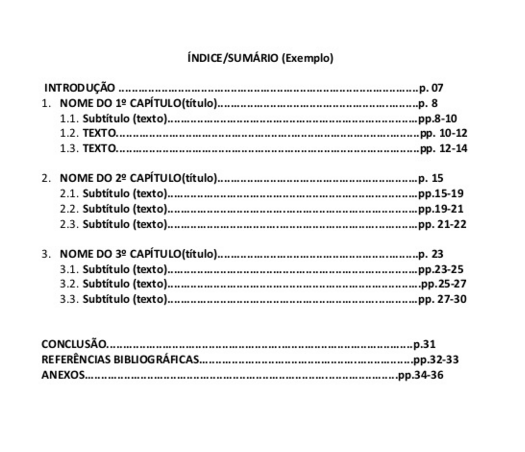 ÍNDICE/SUMÁRIO (Exemplo)
INTRODUÇÃO ............................................................................................p. 07
1. NOME DO 1º CAPÍTULO(título).............................................................p. 8
1.1. Subtítulo (texto)............................................................................pp.8-10
1.2. TEXTO............................................................................................pp. 10-12
1.3. TEXTO............................................................................................pp. 12-14
2. NOME DO 2º CAPÍTULO(título).............................................................p. 15
2.1. Subtítulo (texto)............................................................................pp.15-19
2.2. Subtítulo (texto)............................................................................pp.19-21
2.3. Subtítulo (texto)............................................................................pp. 21-22
3. NOME DO 3º CAPÍTULO(título).............................................................p. 23
3.1. Subtítulo (texto)............................................................................pp.23-25
3.2. Subtítulo (texto).............................................................................pp.25-27
3.3. Subtítulo (texto)............................................................................pp. 27-30
CONCLUSÃO..............................................................................................p.31
REFERÊNCIAS BIBLIOGRÁFICAS.................................................................pp.32-33
ANEXOS................................................................................................pp.34-36